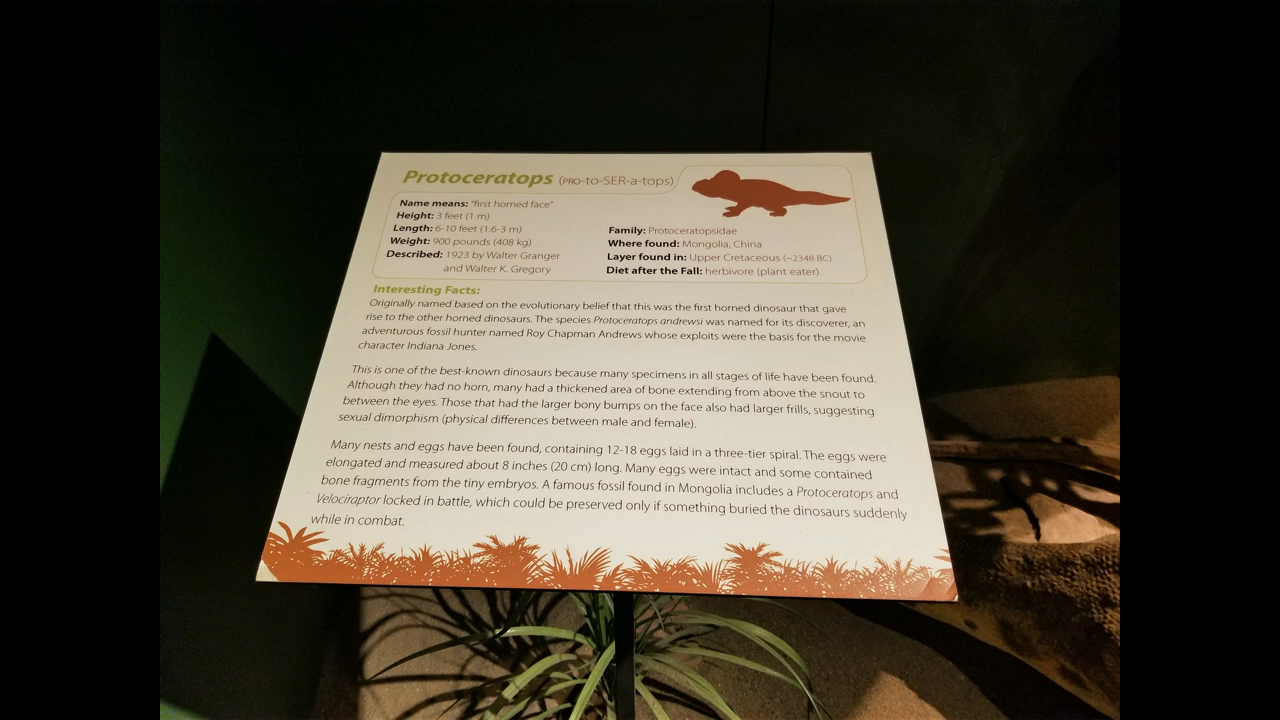 Protoceratops (PRO-to-SER-a-tops)
Name means: "first horned face"
Height: 3 feet (1 m)
Length: 6-10 feet (1.6-3 m)
Weight: 900 pounds (408 kg)
Described: 1923 by Walter Granger
and Walter K. Gregory
Family: Protoceratopsidae
Where found: Mongolia, China
Layer found in: Upper Cretaceous (~2348 BC)
Diet after the Fall: herbivore (plant eater)
Interesting Facts:
Originally named based on the evolutionary belief that this was the first horned dinosaur that gave
rise to the other horned dinosaurs. The species Protoceratops andrewsi was named for its discoverer, an
adventurous fossil hunter named Roy Chapman Andrews whose exploits were the basis for the movie
character Indiana Jones.
This is one of the best-known dinosaurs because many specimens in all stages of life have been found.
Although they had no horn, many had a thickened area of bone extending from above the snout to
between the eyes. Those that had the larger bony bumps on the face also had larger frills, suggesting
sexual dimorphism (physical differences between male and female).
Many nests and eggs have been found, containing 12-18 eggs laid in a three-tier spiral. The eggs were
elongated and measured about 8 inches (20 cm) long. Many eggs were intact and some contained
bone fragments from the tiny embryos. A famous fossil found in Mongolia includes a Protoceratops and
Velociraptor locked in battle, which could be preserved only if something buried the dinosaurs suddenly
while in combat.